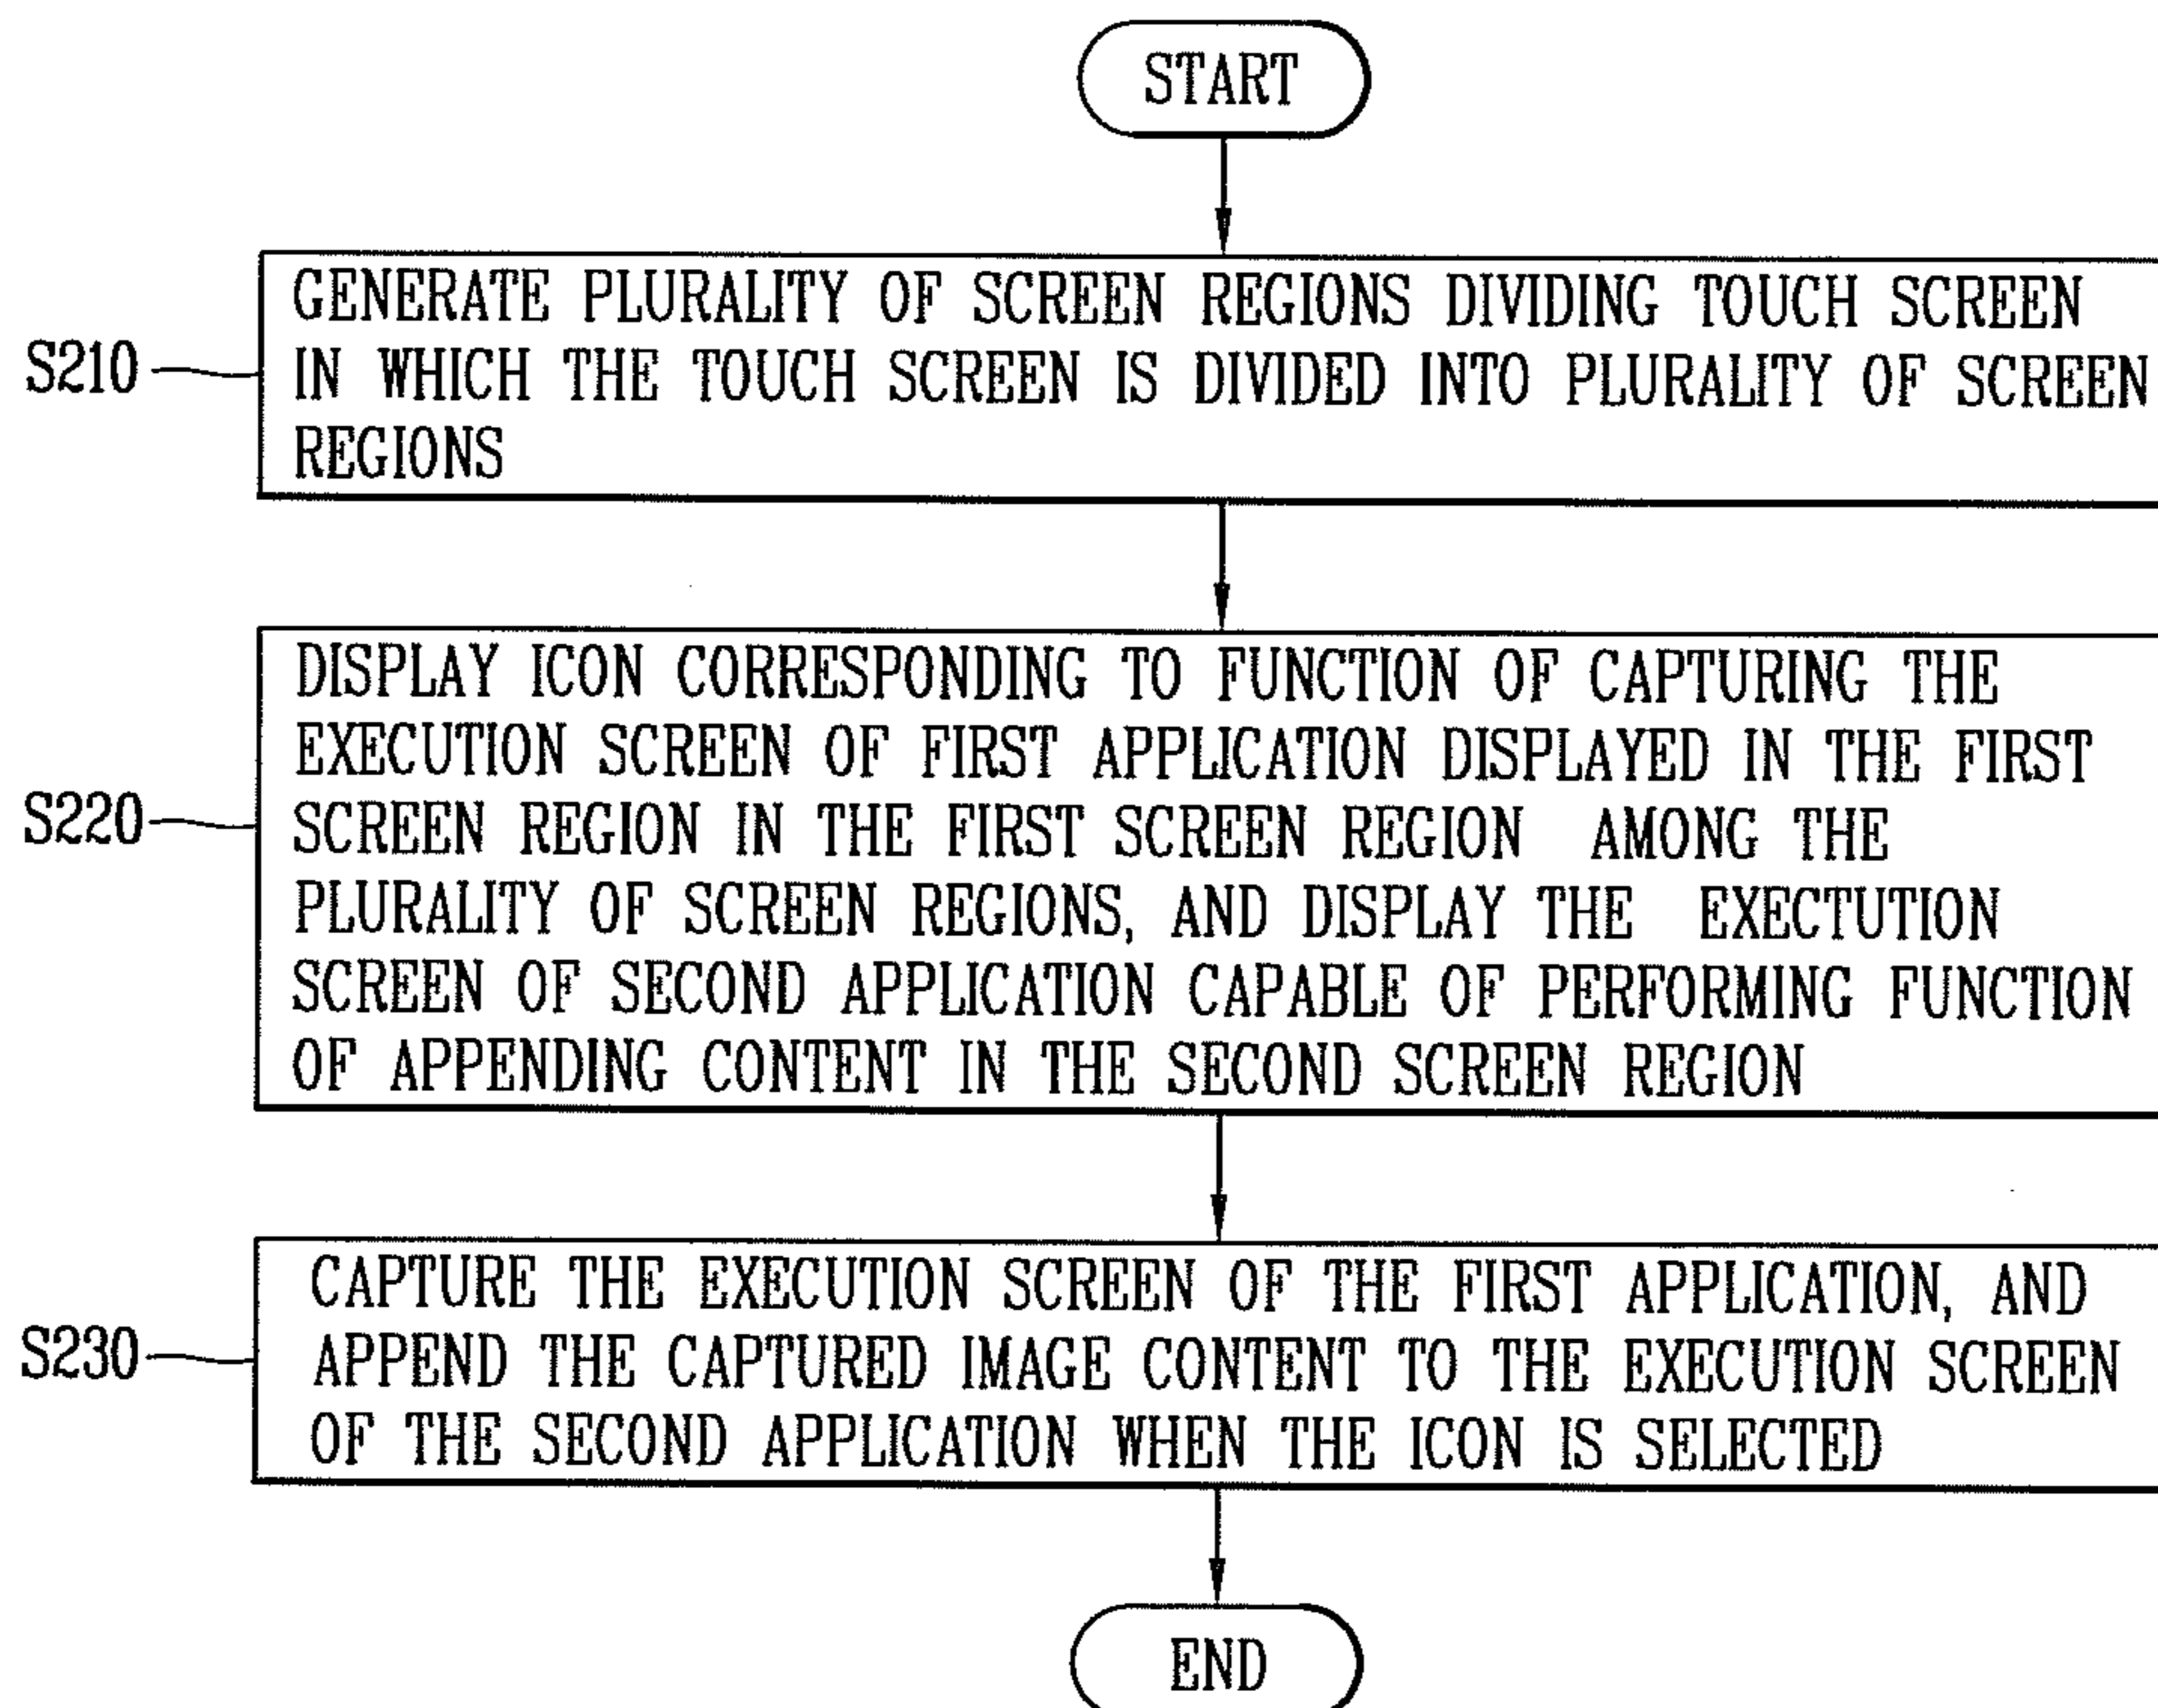 START
GENERATE PLURALITY OF SCREEN REGIONS DIVIDING TOUCH SCREEN
S210
IN WHICH THE TOUCH SCREEN IS DIVIDED INTO PLURALITY OF SCREEN
REGIONS
DISPLAY ICON CORRESPONDING TO FUNCTION OF CAPTURING THE
EXECUTION SCREEN OF FIRST APPLICATION DISPLAYED IN THE FIRST
S220
SCREEN REGION IN THE FIRST SCREEN REGION AMONG THE
PLURALITY OF SCREEN REGIONS, AND DISPLAY THE EXECTUTION
SCREEN OF SECOND APPLICATION CAPABLE OF PERFORMING FUNCTION
OF APPENDING CONTENT IN THE SECOND SCREEN REGION
CAPTURE THE EXECUTION SCREEN OF THE FIRST APPLICATION, AND
S230
APPEND THE CAPTURED IMAGE CONTENT TO THE EXECUTION SCREEN
OF THE SECOND APPLICATION WHEN THE ICON IS SELECTED
END